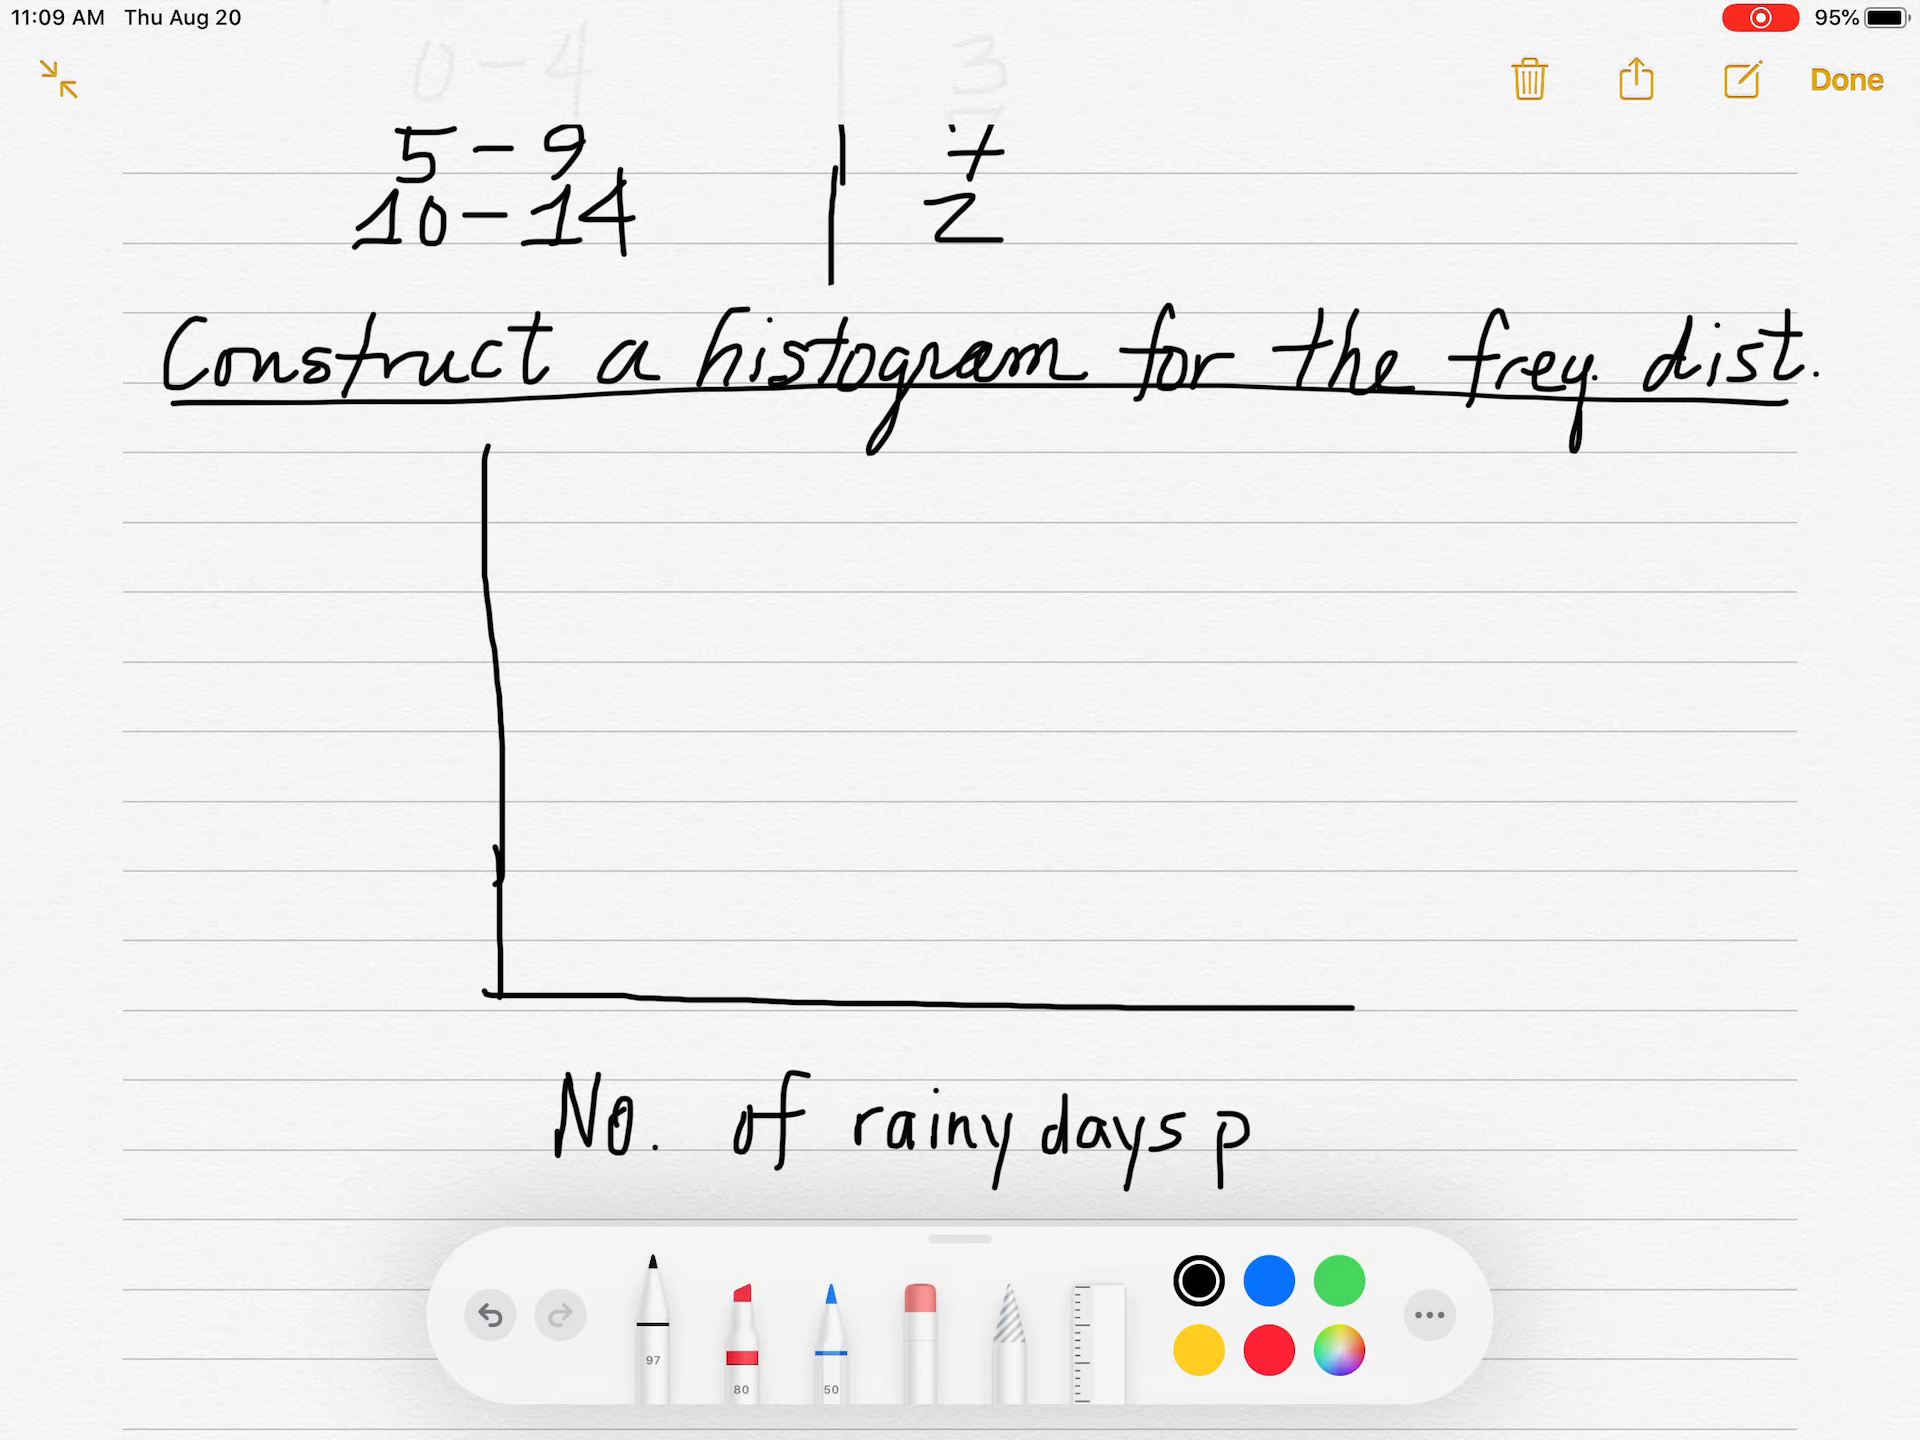 11:09 AM Thu Aug 20 95%
0-4 | 3
5-9 | 7
10-14 | 2
Done
Construct a histogram for the freq. dist.
No. of rainy days p
97
80
50